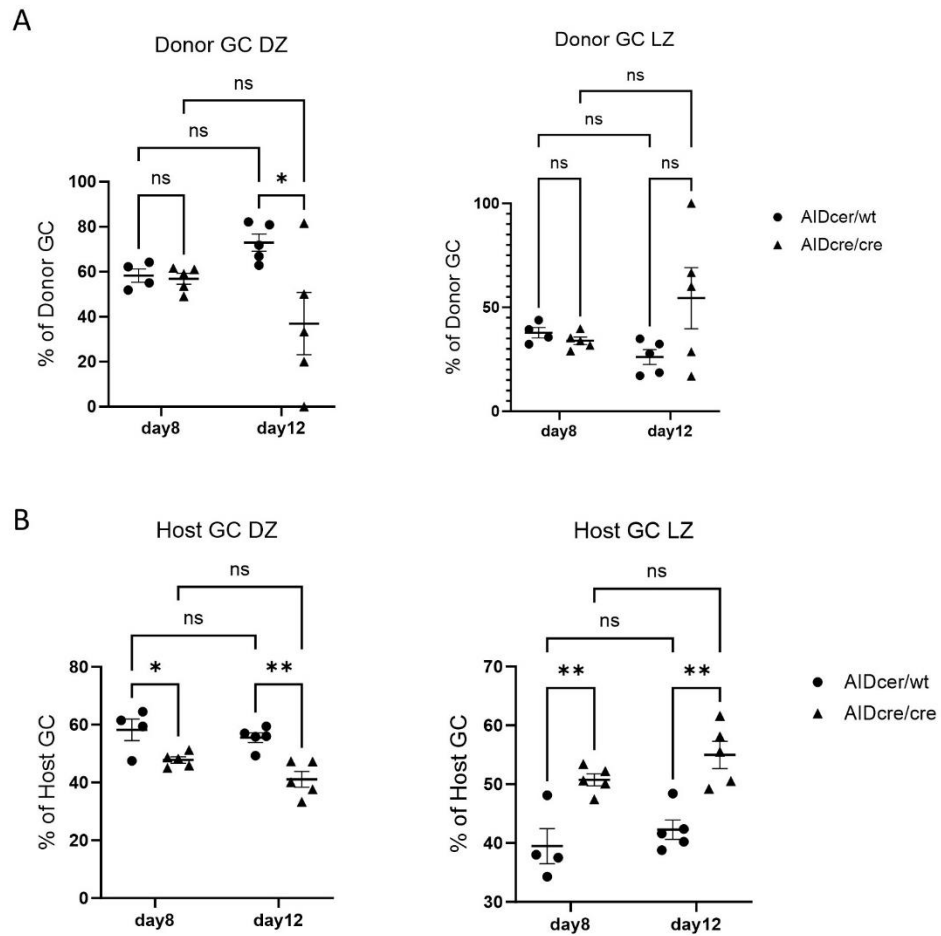 A
Donor GC DZ
ns
ns
ns
*
% of Donor GC
100
80
60
40
20
0
day8
day12
Donor GC LZ
ns
ns
ns
ns
% of Donor GC
100
50
0
day8
day12
AIDcer/wt
AIDcre/cre
B
Host GC DZ
ns
ns
*
**
% of Host GC
80
60
40
20
0
day8
day12
Host GC LZ
ns
ns
**
**
% of Host GC
70
60
50
40
30
day8
day12
AIDcer/wt
AIDcre/cre